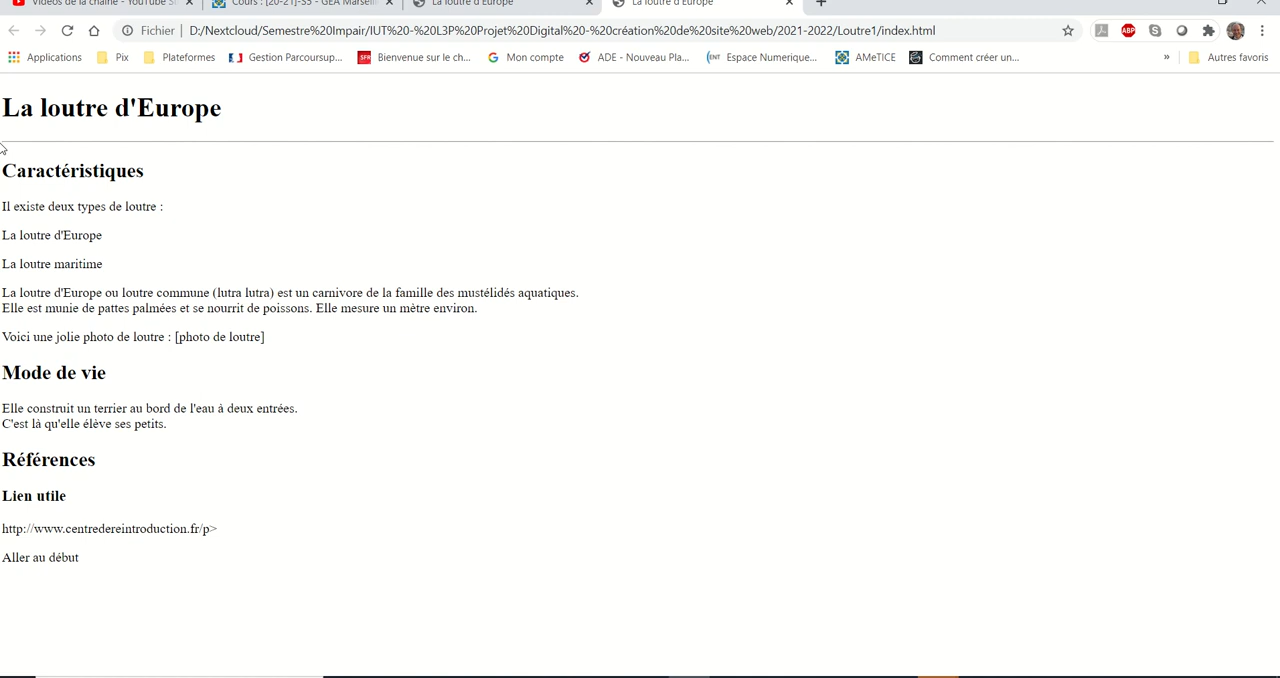 Vidéos de la chaîne - YouTube S
Cours : [20-21]-S5 - GEA Marseill
La loutre d'Europe
La loutre d'Europe
Fichier
D:/Nextcloud/Semestre%20Impair/IUT%20-%20L3P%20Projet%20Digital%20-%20création%20de%20site%20web/2021-2022/Loutre1/index.html
ABP
Applications
Pix
Plateformes
Gestion Parcoursup...
SFR
Bienvenue sur le ch...
Mon compte
ADE - Nouveau Pla...
ENT
Espace Numerique...
AMeTICE
Comment créer un...
»
Autres favoris
La loutre d'Europe
Caractéristiques
Il existe deux types de loutre :
La loutre d'Europe
La loutre maritime
La loutre d'Europe ou loutre commune (lutra lutra) est un carnivore de la famille des mustélidés aquatiques.
Elle est munie de pattes palmées et se nourrit de poissons. Elle mesure un mètre environ.
Voici une jolie photo de loutre : [photo de loutre]
Mode de vie
Elle construit un terrier au bord de l'eau à deux entrées.
C'est là qu'elle élève ses petits.
Références
Lien utile
http://www.centredereintroduction.fr/p>
Aller au début